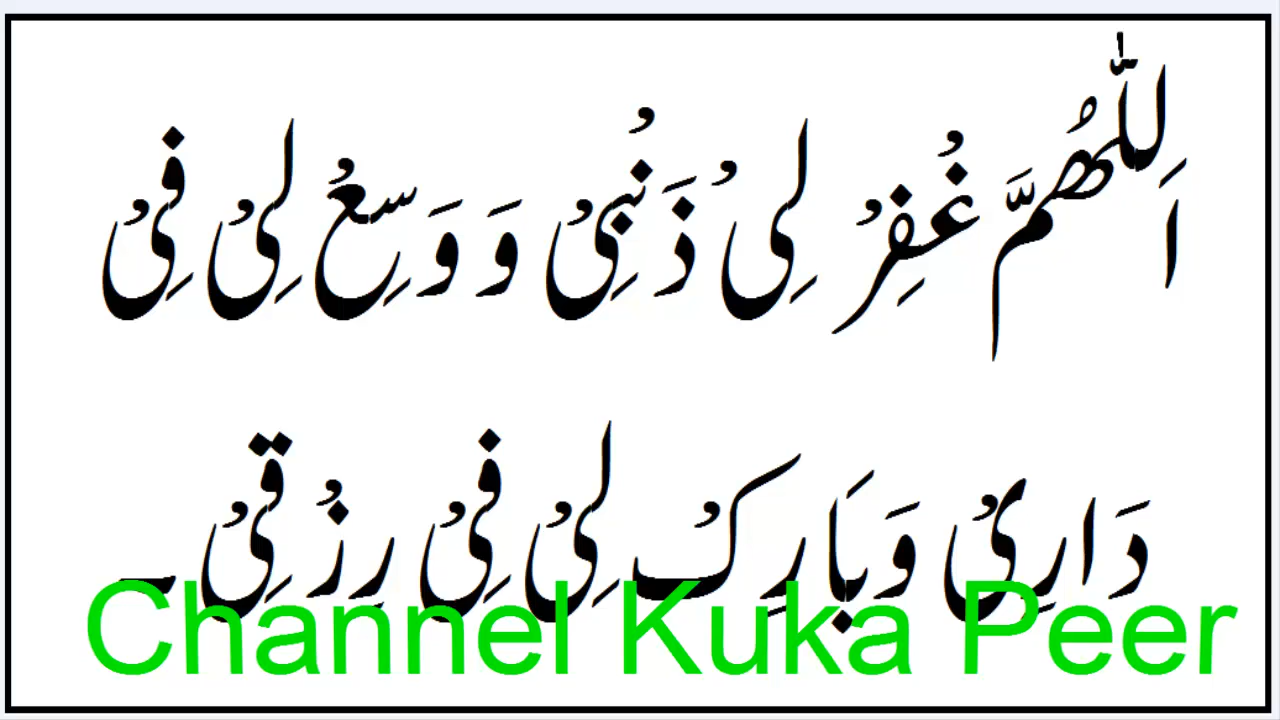 اَللّٰهُمَّ غْفِرْ لِیْ ذَنْبِیْ وَ وَسِعْ لِیْ فِیْ
دَارِیْ وَبَارِکْ لِیْ فِیْ رِزْقِیْ۔
Channel Kuka Peer